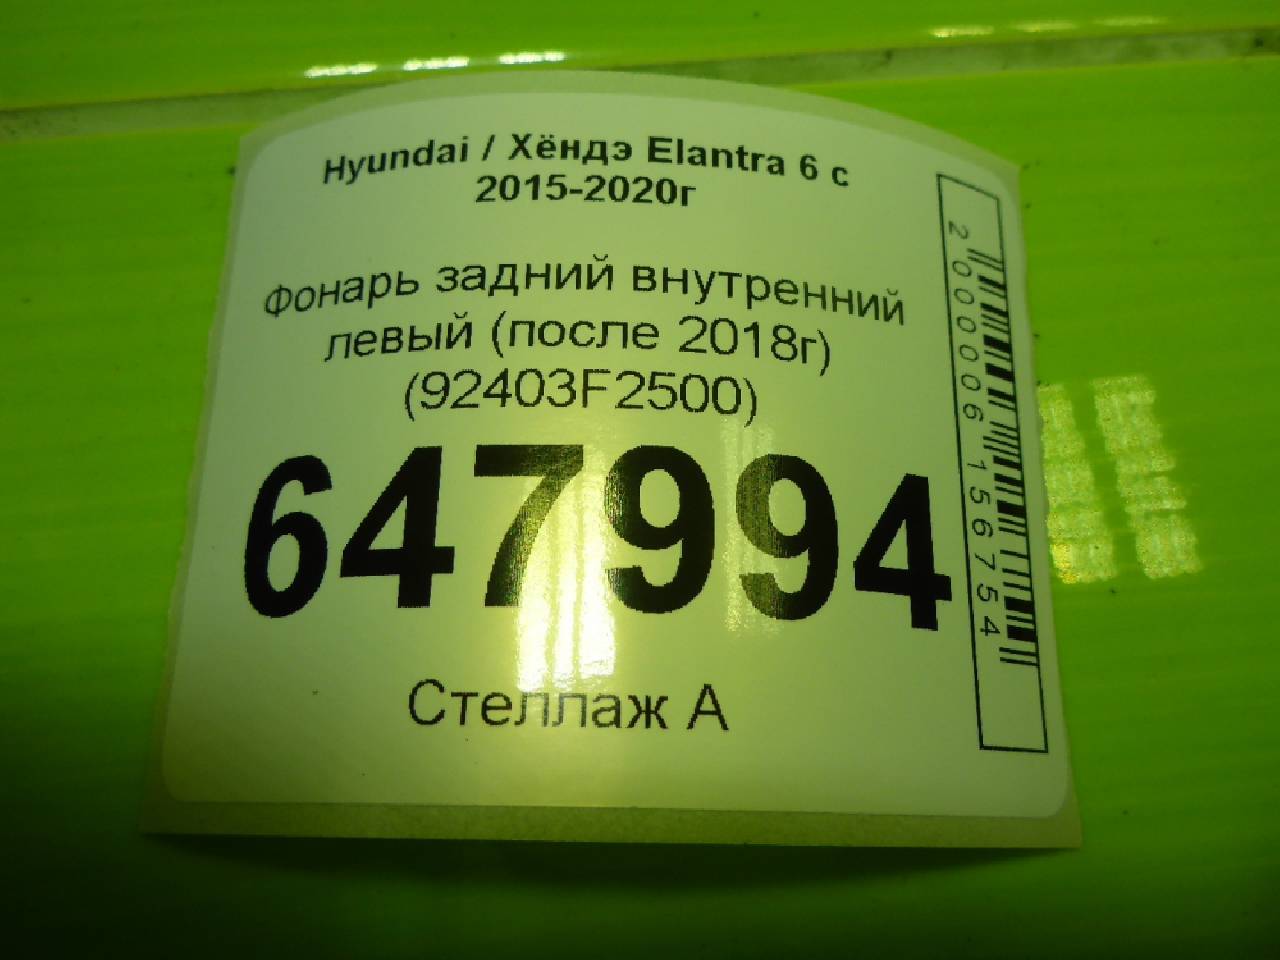 Hyundai / Хёндэ Elantra 6 с
2015-2020г
Фонарь задний внутренний
левый (после 2018г)
(92403F2500)
647994
Стеллаж А
2000006156754